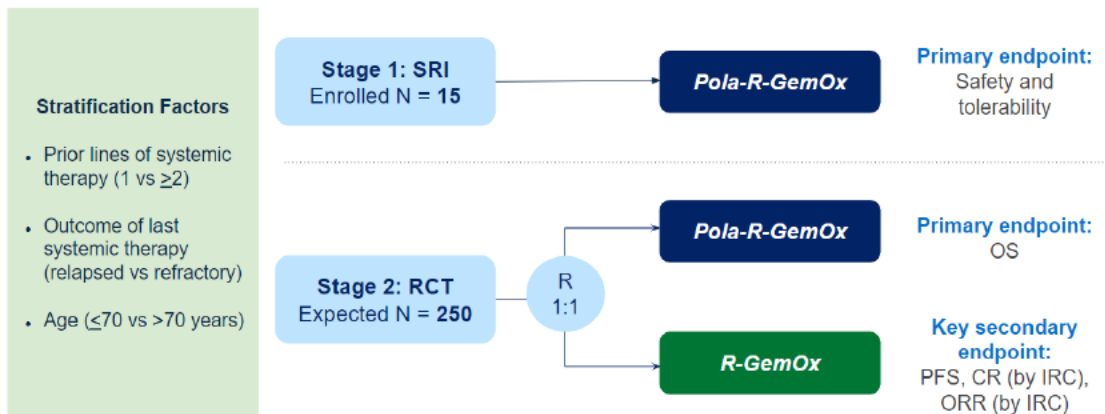 Stratification Factors
• Prior lines of systemic
therapy (1 vs ≥2)
• Outcome of last
systemic therapy
(relapsed vs refractory)
• Age (≤70 vs >70 years)
Stage 1: SRI
Enrolled N = 15
Pola-R-GemOx
Primary endpoint:
Safety and
tolerability
Stage 2: RCT
Expected N = 250
R
1:1
Pola-R-GemOx
Primary endpoint:
OS
R-GemOx
Key secondary
endpoint:
PFS, CR (by IRC),
ORR (by IRC)